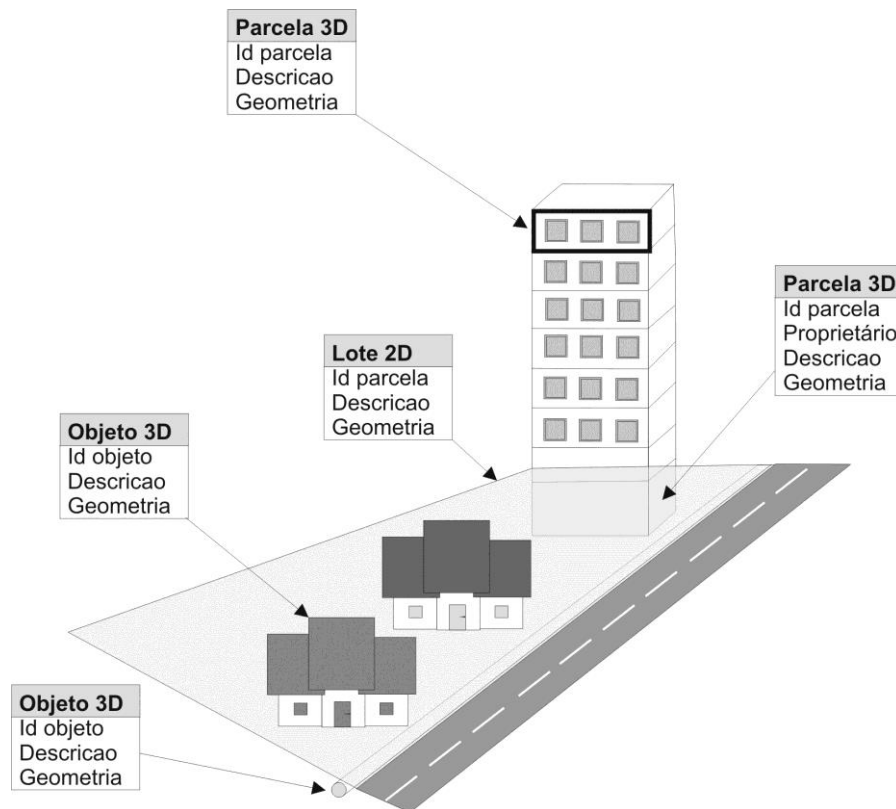 Parcela 3D
Id parcela
Descricao
Geometria
Parcela 3D
Id parcela
Proprietário
Descricao
Geometria
Lote 2D
Id parcela
Descricao
Geometria
Objeto 3D
Id objeto
Descricao
Geometria
Objeto 3D
Id objeto
Descricao
Geometria